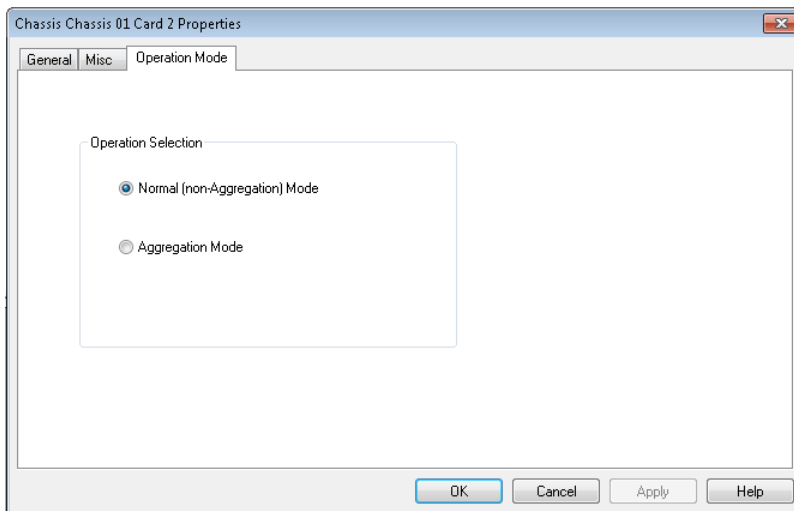 Chassis Chassis 01 Card 2 Properties
General Misc Operation Mode
Operation Selection
Normal (non-Aggregation) Mode
Aggregation Mode
OK Cancel Apply Help